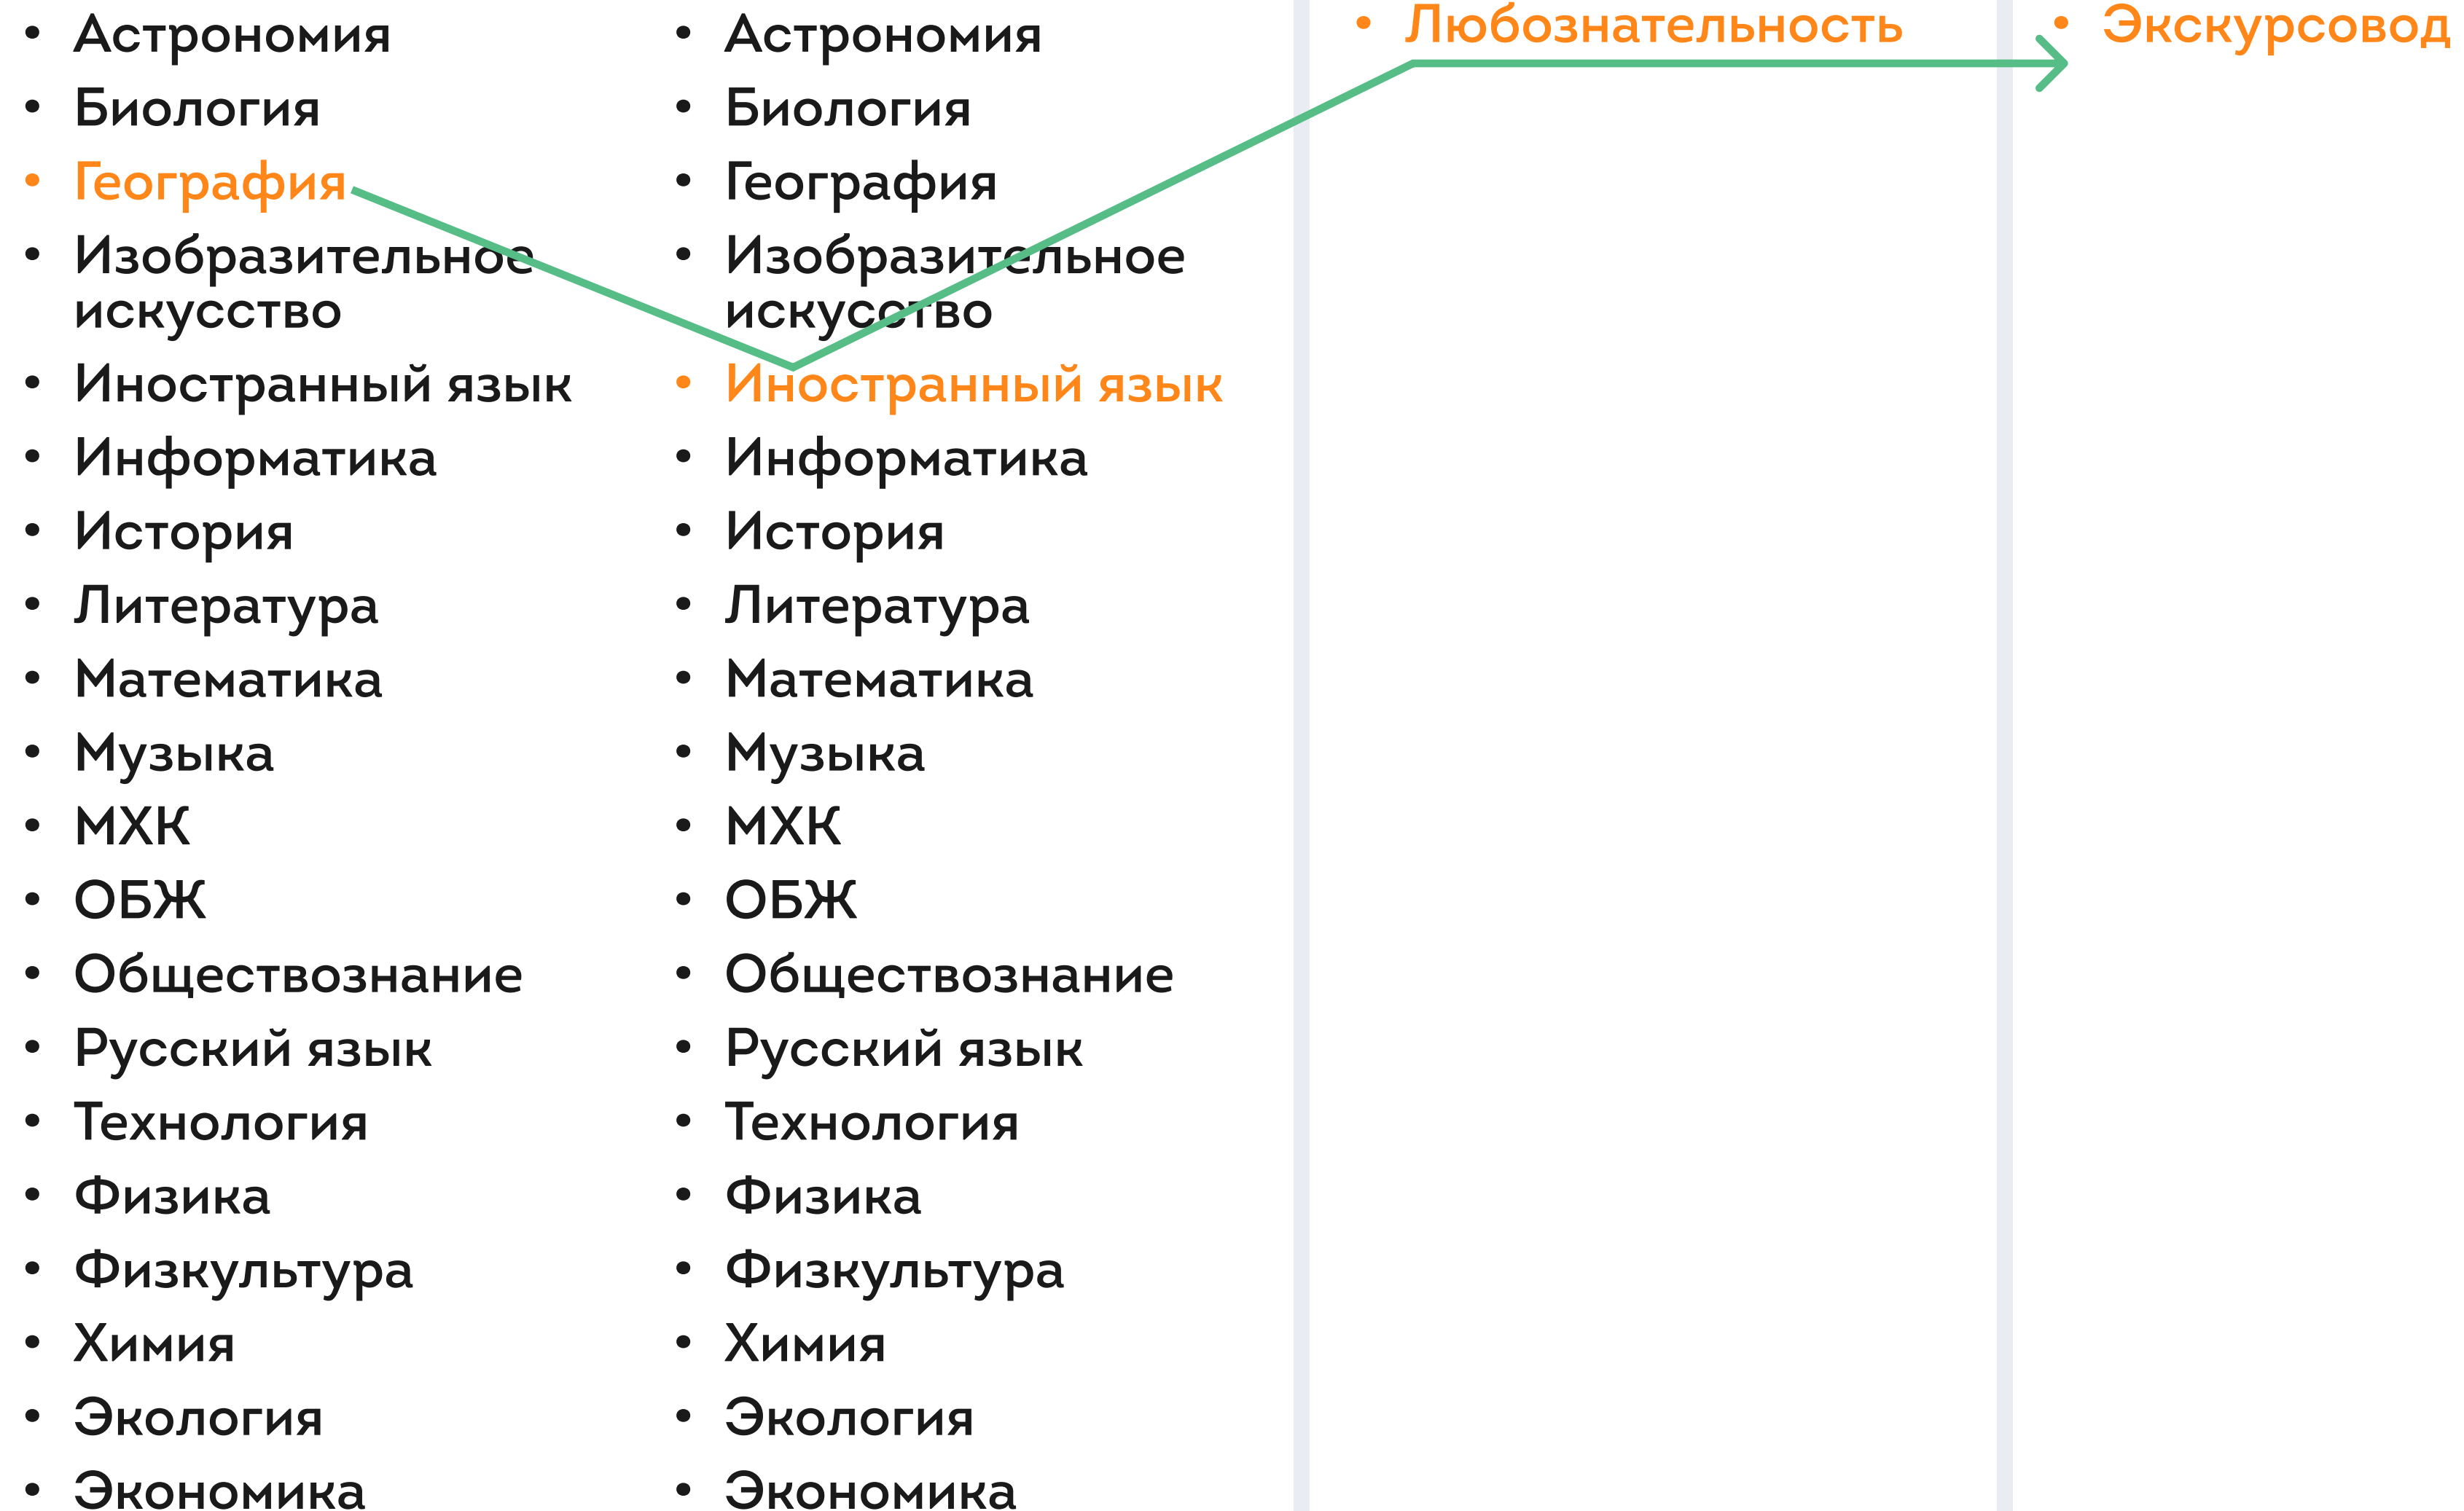 • Астрономия
• Биология
• География
• Изобразительное
искусство
• Иностранный язык
• Информатика
• История
• Литература
• Математика
• Музыка
• МХК
• ОБЖ
• Обществознание
• Русский язык
• Технология
• Физика
• Физкультура
• Химия
• Экология
• Экономика
• Астрономия
• Биология
• География
• Изобразительное
искусство
• Иностранный язык
• Информатика
• История
• Литература
• Математика
• Музыка
• МХК
• ОБЖ
• Обществознание
• Русский язык
• Технология
• Физика
• Физкультура
• Химия
• Экология
• Экономика
• Любознательность
• Экскурсовод